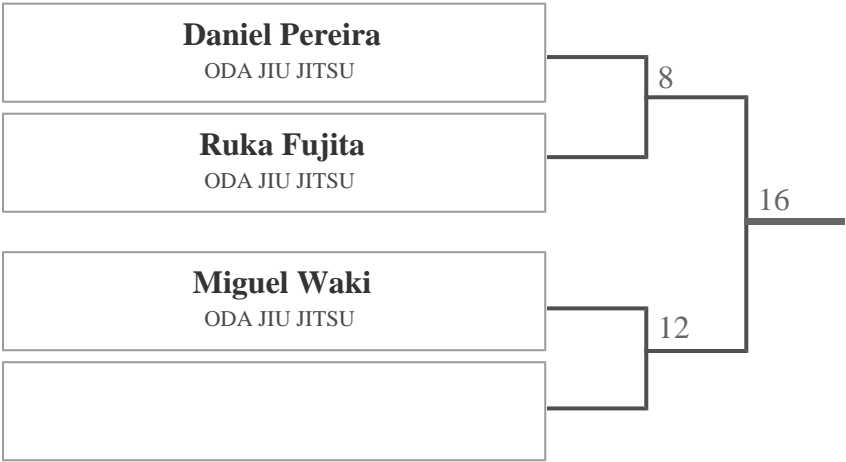 Daniel Pereira
ODA JIU JITSU
8
Ruka Fujita
ODA JIU JITSU
16
Miguel Waki
ODA JIU JITSU
12